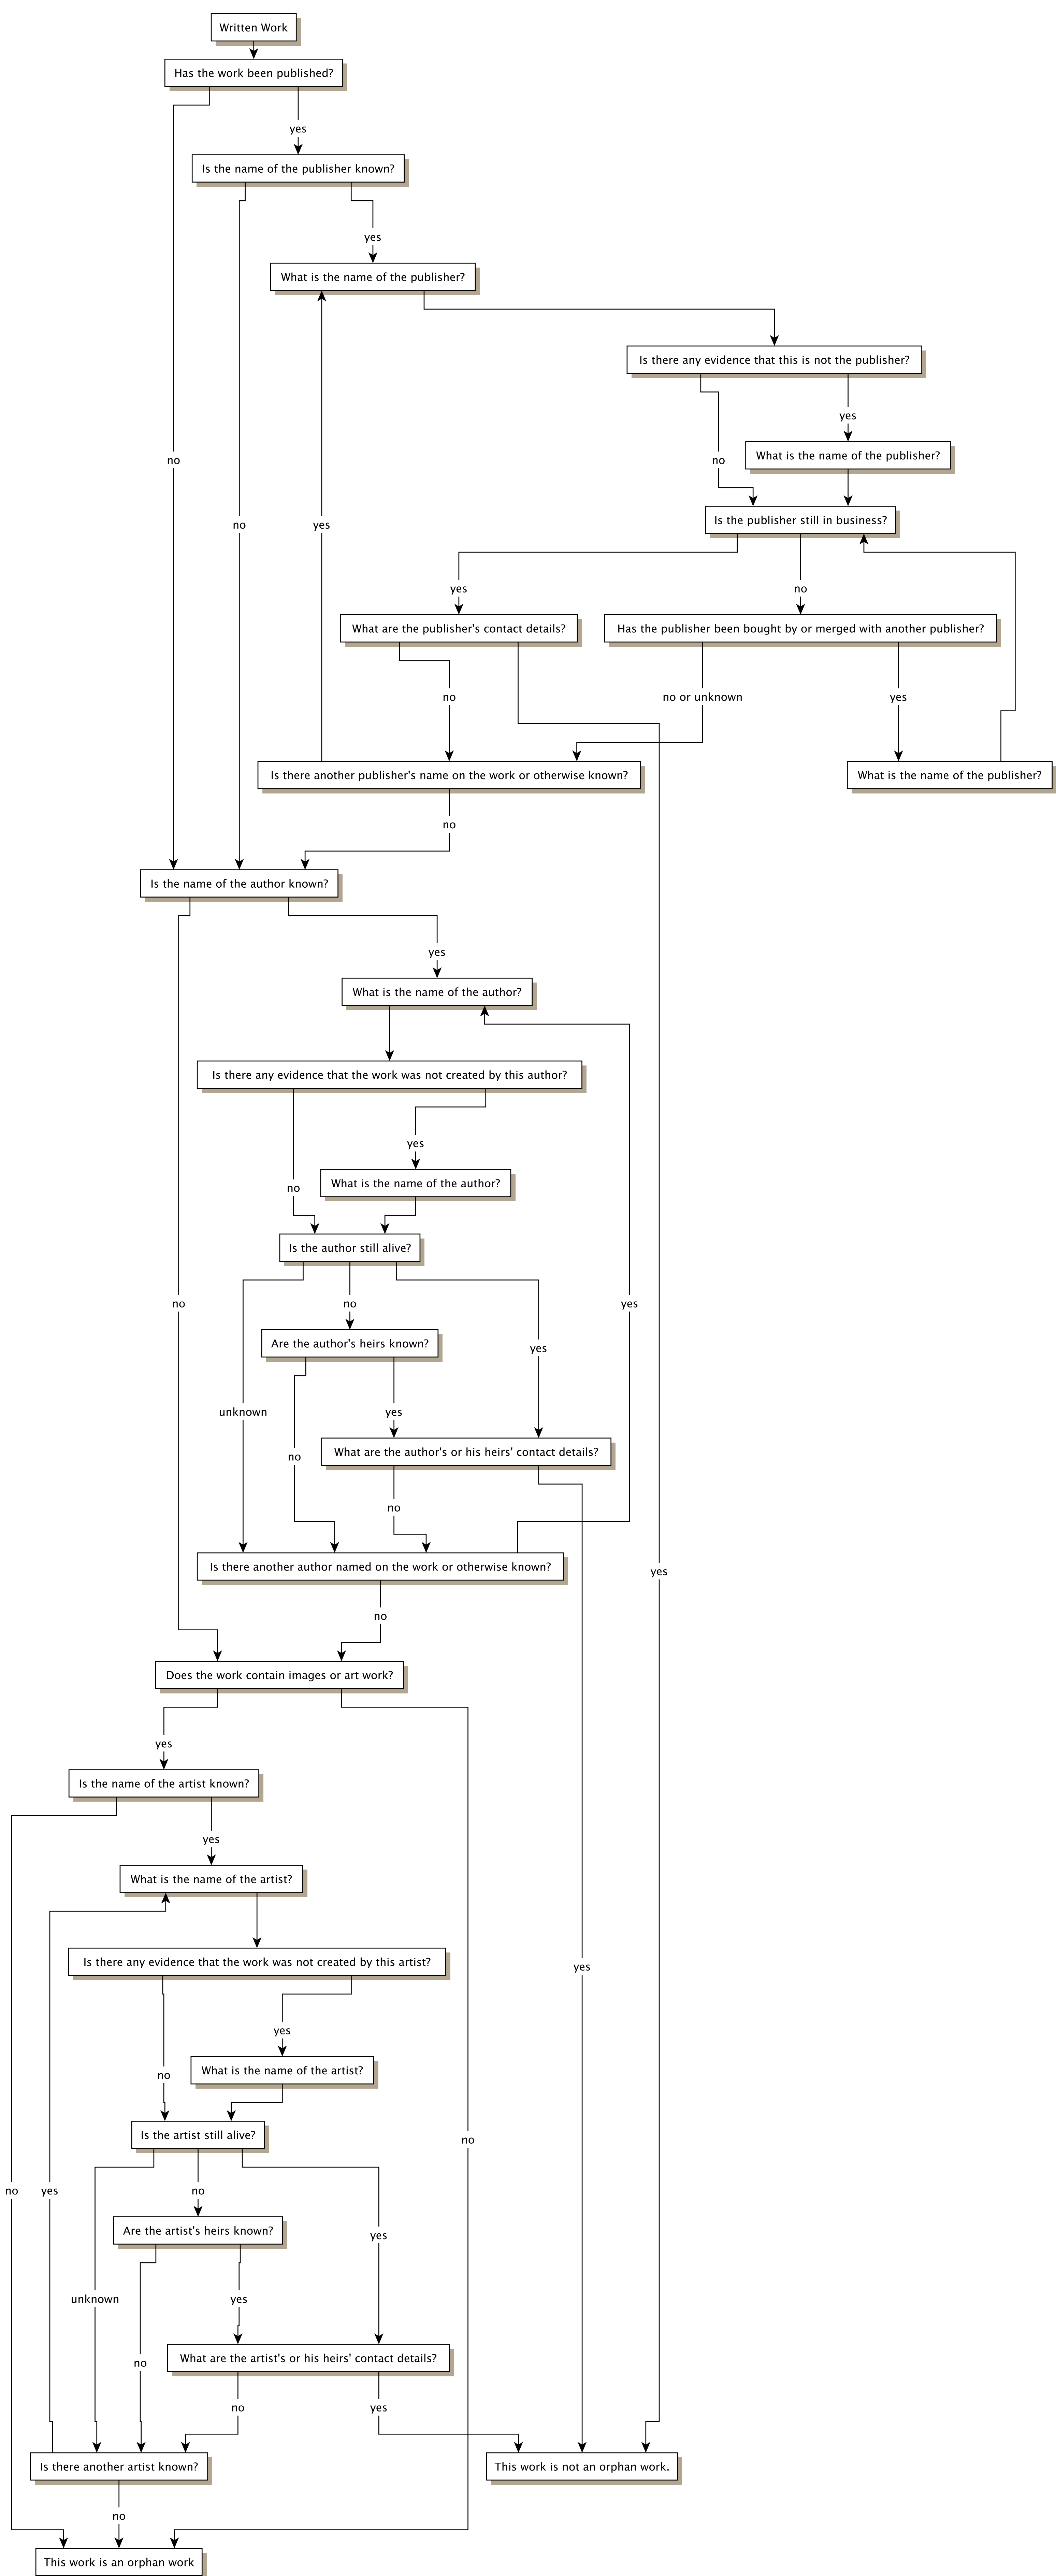 Written Work
Has the work been published?
yes
Is the name of the publisher known?
yes
What is the name of the publisher?
Is there any evidence that this is not the publisher?
yes
What is the name of the publisher?
no
no
Is the publisher still in business?
no
yes
yes
no
What are the publisher's contact details?
Has the publisher been bought by or merged with another publisher?
no
no or unknown
yes
Is there another publisher's name on the work or otherwise known?
What is the name of the publisher?
no
Is the name of the author known?
yes
What is the name of the author?
Is there any evidence that the work was not created by this author?
yes
What is the name of the author?
no
Is the author still alive?
no
no
yes
Are the author's heirs known?
yes
unknown
yes
What are the author's or his heirs' contact details?
no
no
Is there another author named on the work or otherwise known?
yes
no
Does the work contain images or art work?
yes
Is the name of the artist known?
yes
What is the name of the artist?
Is there any evidence that the work was not created by this artist?
yes
yes
What is the name of the artist?
no
Is the artist still alive?
no
no
yes
no
Are the artist's heirs known?
yes
unknown
yes
What are the artist's or his heirs' contact details?
no
no
yes
Is there another artist known?
This work is not an orphan work.
no
This work is an orphan work